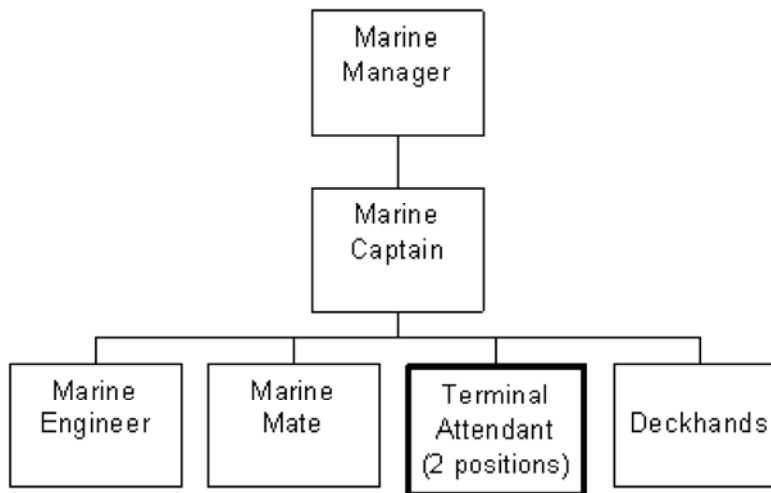 Marine
Manager
Marine
Captain
Marine
Engineer
Marine
Mate
Terminal
Attendant
(2 positions)
Deckhands